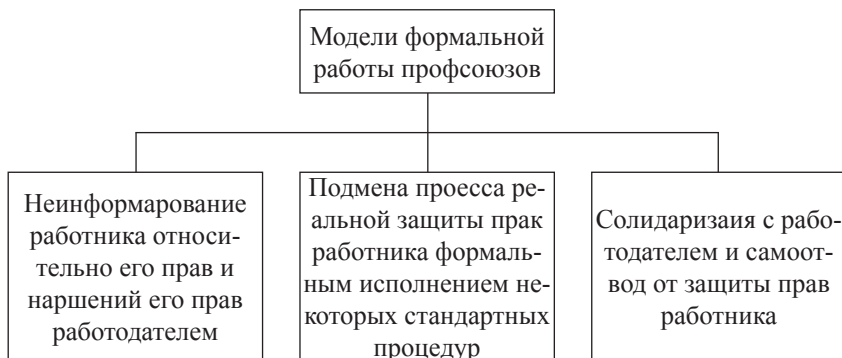 Модели формальной
работы профсоюзов
Неинформарование
работника относи-
тельно его прав и
наршений его прав
работодателем
Подмена проесса ре-
альной защиты прак
работника формаль-
ным исполнением не-
которых стандартных
процедур
Солидаризаия с рабо-
тодателем и самоот-
вод от защиты прав
работника